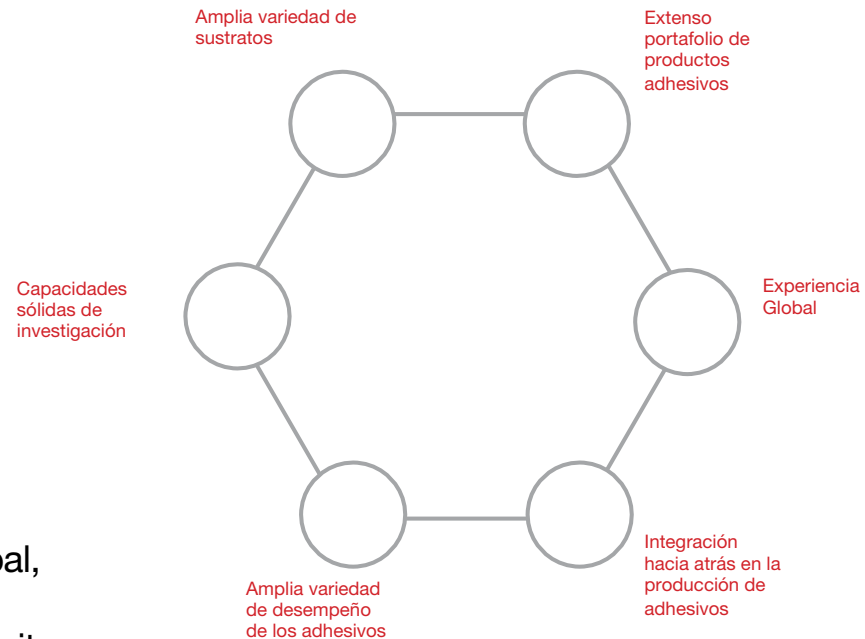 Amplia variedad de
sustratos
Extenso
portafolio de
productos
adhesivos
Capacidades
sólidas de
investigación
Experiencia
Global
Integración
hacia atrás en la
producción de
adhesivos
Amplia variedad
de desempeño
de los adhesivos